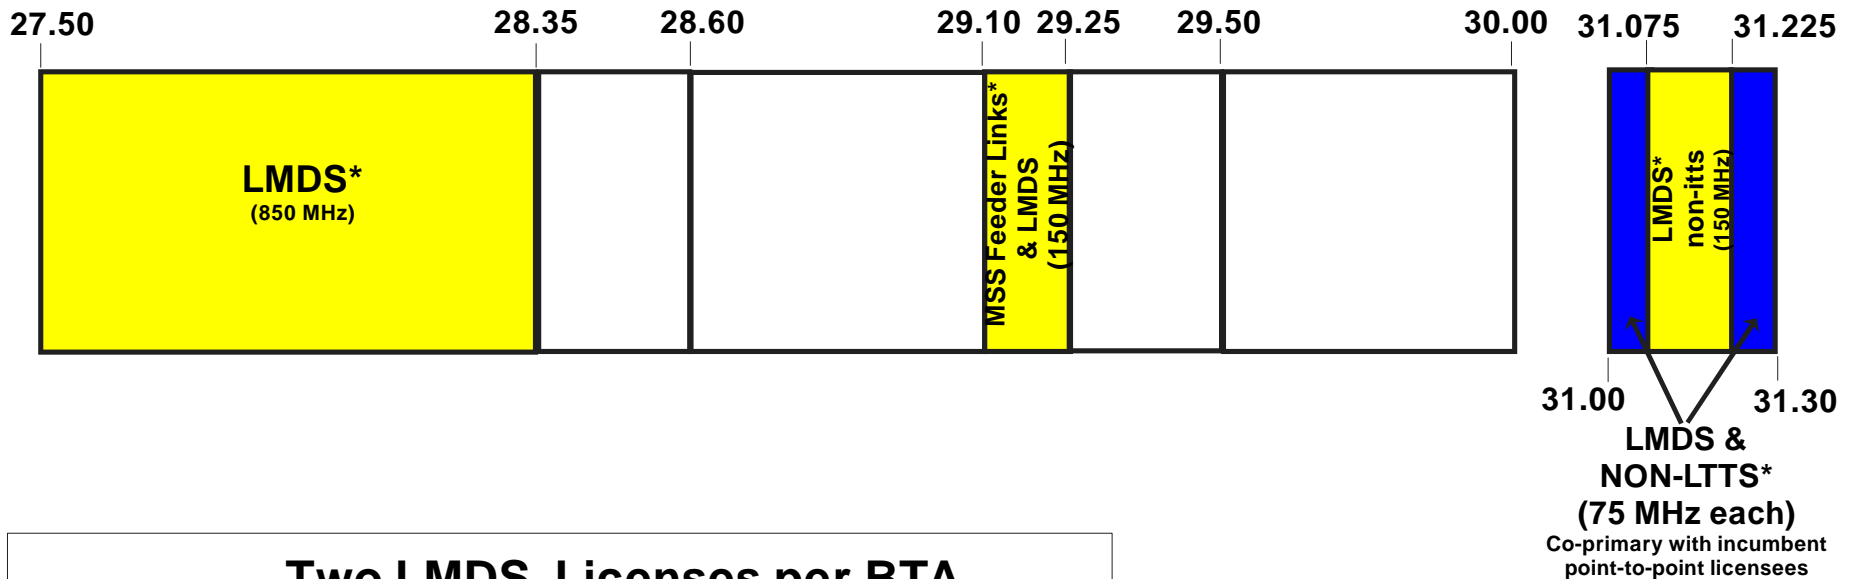 27.50 28.35 28.60 29.10 29.25 29.50 30.00 31.075 31.225
LMDS*
(850 MHz)
MSS Feeder Links*
& LMDS
(150 MHz)
LMDS*
non-itts
(150 MHz)
31.00 31.30
LMDS &
NON-LTTS*
(75 MHz each)
Co-primary with incumbent
point-to-point licensees
Two LMDS Licenses per BTA